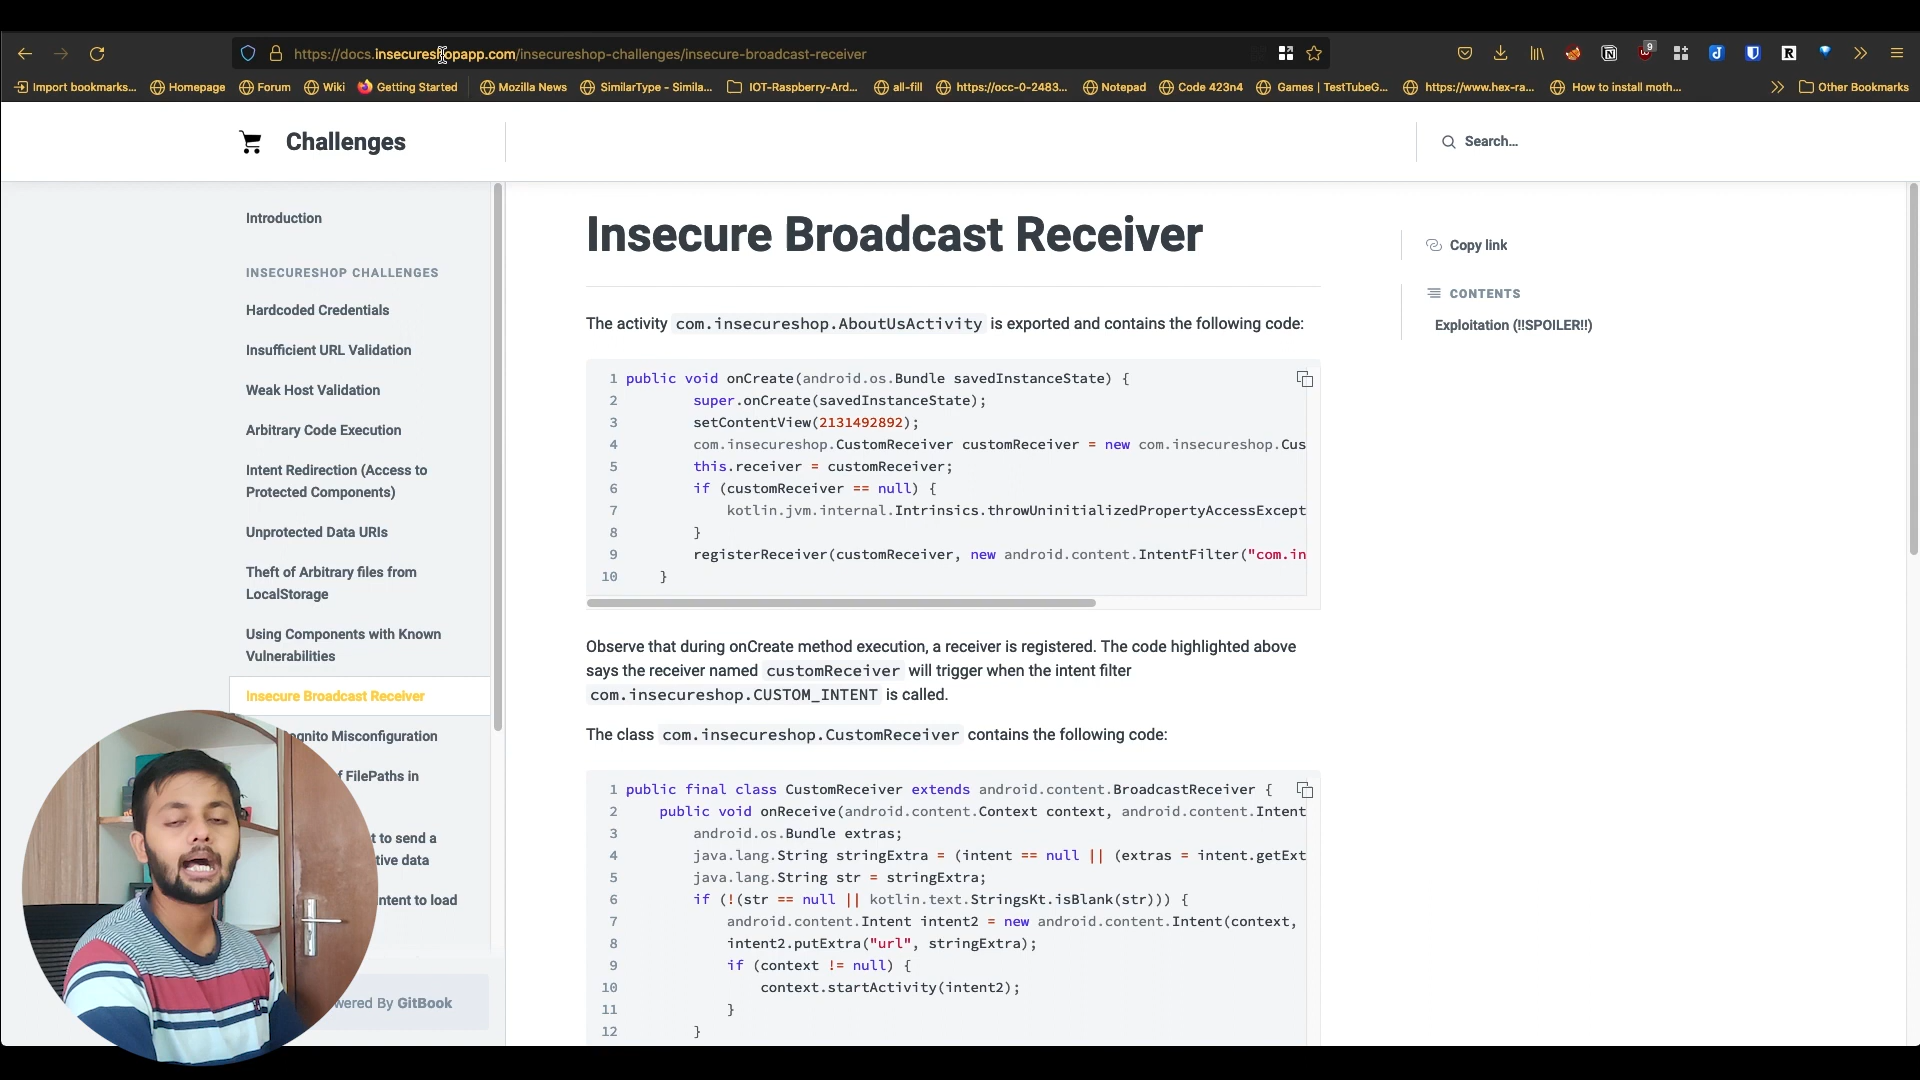 https://docs.insecureshopapp.com/insecureshop-challenges/insecure-broadcast-receiver
9
Import bookmarks... Homepage Forum Wiki Getting Started Mozilla News SimilarType - Simila... IOT-Raspberry-Ard... all-fill https://occ-0-2483... Notepad Code 423n4 Games | TestTubeG... https://www.hex-ra... How to install moth... Other Bookmarks
Challenges
Search...
Introduction
INSECURESHOP CHALLENGES
Hardcoded Credentials
Insufficient URL Validation
Weak Host Validation
Arbitrary Code Execution
Intent Redirection (Access to
Protected Components)
Unprotected Data URIs
Theft of Arbitrary files from
LocalStorage
Using Components with Known
Vulnerabilities
Insecure Broadcast Receiver
ognito Misconfiguration
f FilePaths in
t to send a
tive data
ntent to load
wered By GitBook
Insecure Broadcast Receiver
The activity com.insecureshop.AboutUsActivity is exported and contains the following code:
1 public void onCreate(android.os.Bundle savedInstanceState) {
2 super.onCreate(savedInstanceState);
3 setContentView(2131492892);
4 com.insecureshop.CustomReceiver customReceiver = new com.insecureshop.Cus
5 this.receiver = customReceiver;
6 if (customReceiver == null) {
7 kotlin.jvm.internal.Intrinsics.throwUninitializedPropertyAccessExcept
8 }
9 registerReceiver(customReceiver, new android.content.IntentFilter("com.in
10 }
Observe that during onCreate method execution, a receiver is registered. The code highlighted above
says the receiver named customReceiver will trigger when the intent filter
com.insecureshop.CUSTOM_INTENT is called.
The class com.insecureshop.CustomReceiver contains the following code:
1 public final class CustomReceiver extends android.content.BroadcastReceiver {
2 public void onReceive(android.content.Context context, android.content.Intent
3 android.os.Bundle extras;
4 java.lang.String stringExtra = (intent == null || (extras = intent.getExt
5 java.lang.String str = stringExtra;
6 if (!(str == null || kotlin.text.StringsKt.isBlank(str))) {
7 android.content.Intent intent2 = new android.content.Intent(context,
8 intent2.putExtra("url", stringExtra);
9 if (context != null) {
10 context.startActivity(intent2);
11 }
12 }
Copy link
CONTENTS
Exploitation (!!SPOILER!!)